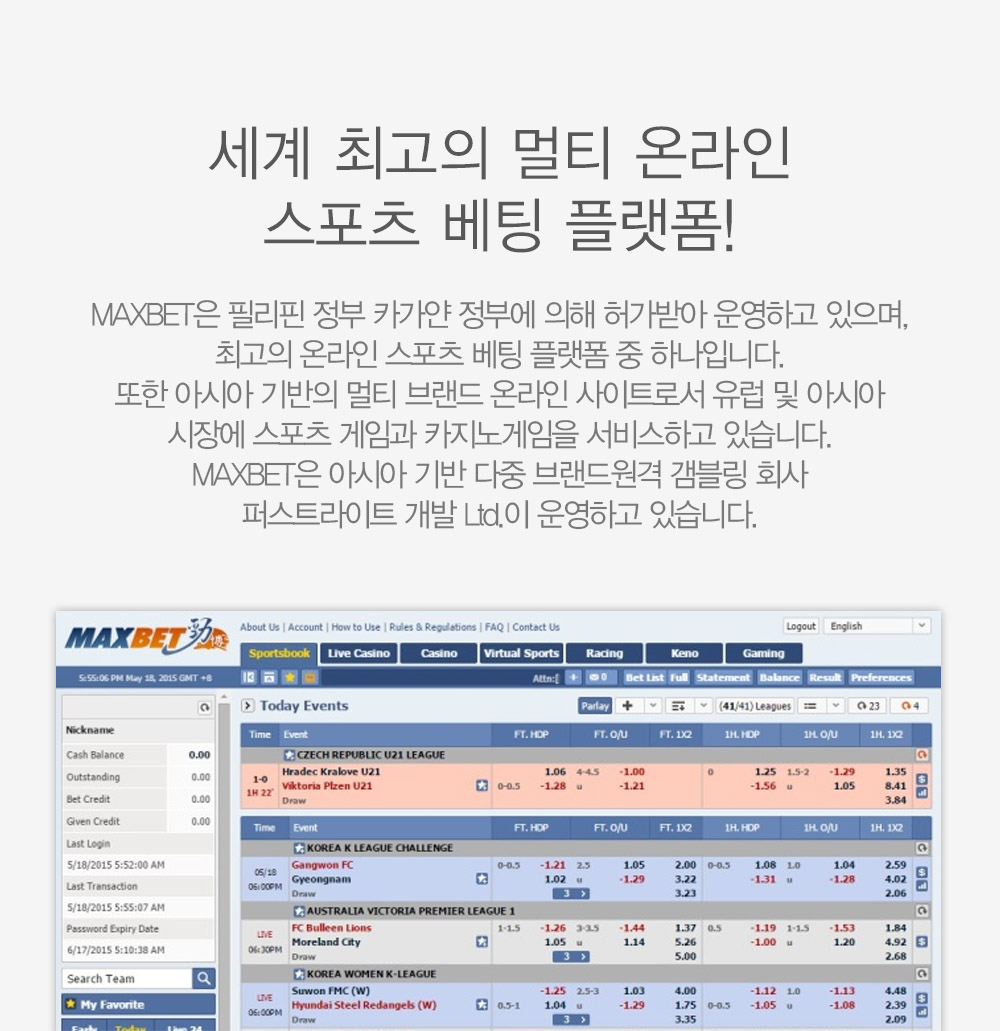 세계 최고의 멀티 온라인
스포츠 베팅 플랫폼!
MAXBET은 필리핀 정부 카가얀 정부에 의해 허가받아 운영하고 있으며,
최고의 온라인 스포츠 베팅 플랫폼 중 하나입니다.
또한 아시아 기반의 멀티 브랜드 온라인 사이트로서 유럽 및 아시아
시장에 스포츠 게임과 카지노게임을 서비스하고 있습니다.
MAXBET은 아시아 기반 다중 브랜드원격 갬블링 회사
퍼스트라이트 개발 Ltd.이 운영하고 있습니다.
MAXBET
About Us | Account | How to Use | Rules & Regulations | FAQ | Contact Us
Logout English
Sportsbook Live Casino Casino Virtual Sports Racing Keno Gaming
5:55:06 PM May 18, 2015 GMT +8
Attn:[ + 0 Bet List Full Statement Balance Result Preferences
Nickname
Cash Balance 0.00
Outstanding 0.00
Bet Credit 0.00
Given Credit 0.00
Last Login
5/18/2015 5:52:00 AM
Last Transaction
5/18/2015 5:55:07 AM
Password Expiry Date
6/17/2015 5:10:38 AM
Search Team
My Favorite
Early Today Live 24
Today Events
Parlay (41/41) Leagues 23 4
Time Event FT. HDP FT. O/U FT. 1X2 1H. HDP 1H. O/U 1H. 1X2
CZECH REPUBLIC U21 LEAGUE
1-0 Hradec Kralove U21 1.06 4-4.5 -1.00 0 1.25 1.5-2 -1.29 1.35
1H 22' Viktoria Plzen U21 0-0.5 -1.28 u -1.21 -1.56 u 1.05 8.41
Draw 3.84
Time Event FT. HDP FT. O/U FT. 1X2 1H. HDP 1H. O/U 1H. 1X2
KOREA K LEAGUE CHALLENGE
05/18 Gangwon FC 0-0.5 -1.21 2.5 1.05 2.00 0-0.5 1.08 1.0 1.04 2.59
06:00PM Gyeongnam 1.02 u -1.29 3.22 -1.31 u -1.28 4.02
Draw 3 > 3.23 2.06
AUSTRALIA VICTORIA PREMIER LEAGUE 1
LIVE FC Bulleen Lions 1-1.5 -1.26 3-3.5 -1.44 1.37 0.5 -1.19 1-1.5 -1.53 1.84
06:30PM Moreland City 1.05 u 1.14 5.26 -1.00 u 1.20 4.92
Draw 3 > 5.00 2.68
KOREA WOMEN K-LEAGUE
LIVE Suwon FMC (W) -1.25 2.5-3 1.03 4.00 -1.12 1.0 -1.13 4.48
06:00PM Hyundai Steel Redangels (W) 0.5-1 1.04 u -1.29 1.75 0-0.5 -1.05 u -1.08 2.39
Draw 3 > 3.35 2.09